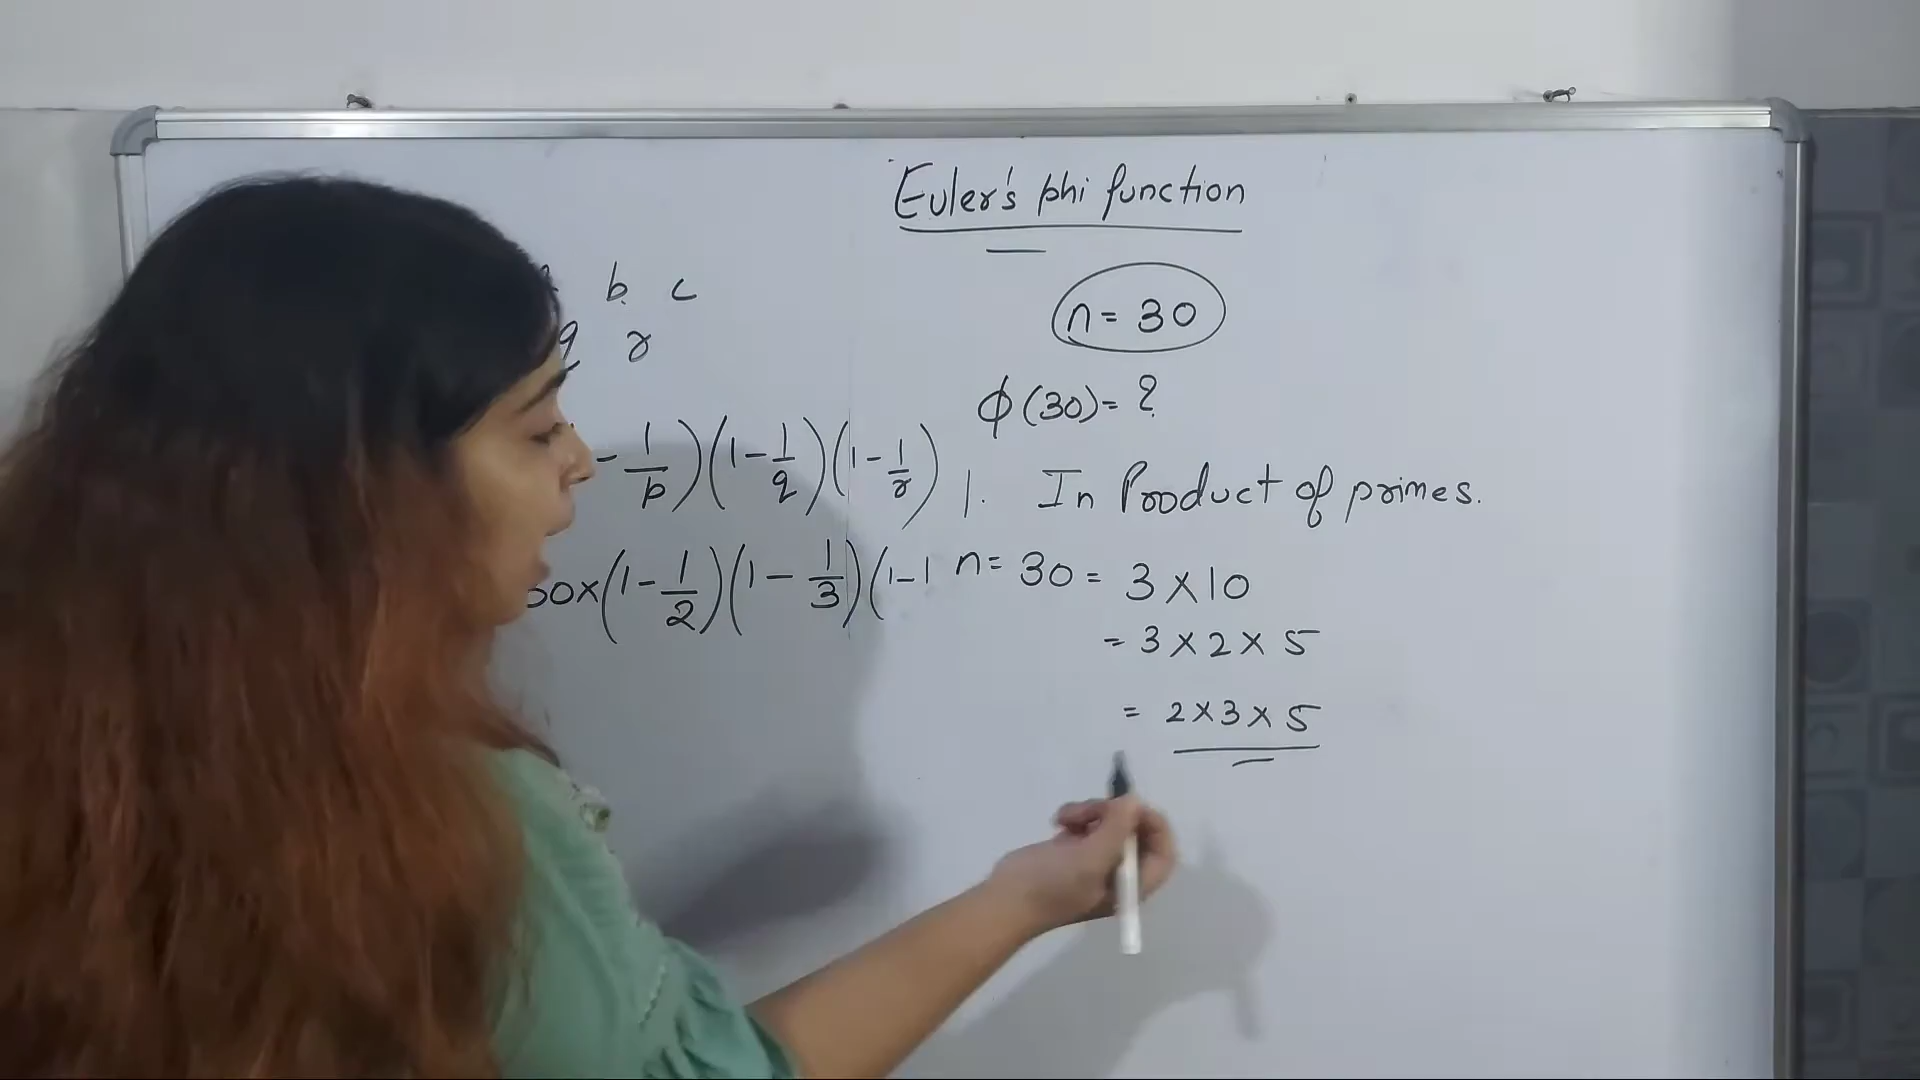 Euler's phi function
b c
q r
n = 30
ϕ(30) = ?
- 1/p)(1 - 1/q)(1 - 1/r)
1. In Product of primes.
0x(1 - 1/2)(1 - 1/3)(1-1
n = 30 = 3 x 10
= 3 x 2 x 5
= 2 x 3 x 5